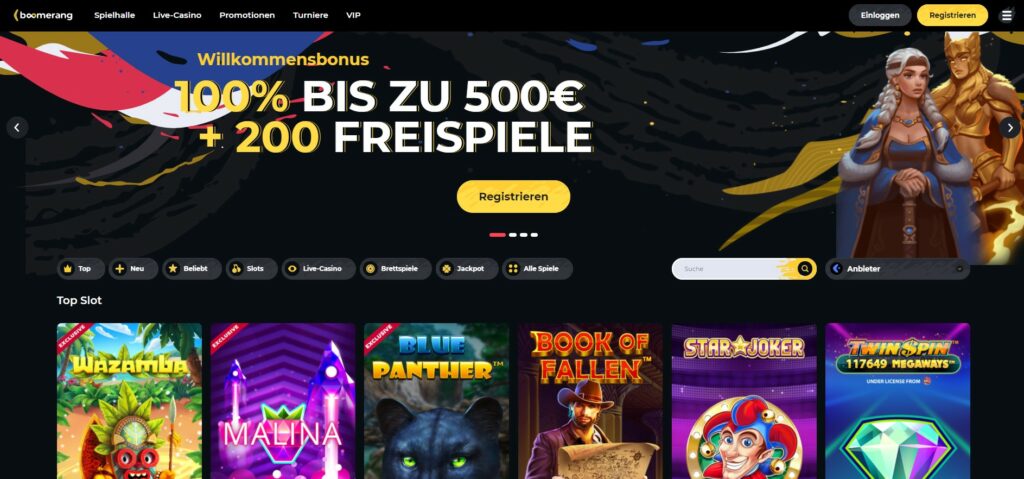 boomerang
Spielhalle Live-Casino Promotionen Turniere VIP
Einloggen Registrieren
Willkommensbonus
100% BIS ZU 500€
+ 200 FREISPIELE
Registrieren
Top Neu Beliebt Slots Live-Casino Brettspiele Jackpot Alle Spiele
Suche
Anbieter
Top Slot
EXCLUSIVE
WAZAMBA
EXCLUSIVE
MALINA
EXCLUSIVE
BLUE
PANTHER™
BOOK OF
FALLEN™
STAR JOKER
TWIN SPIN™
117649 MEGAWAYS™
UNDER LICENSE FROM